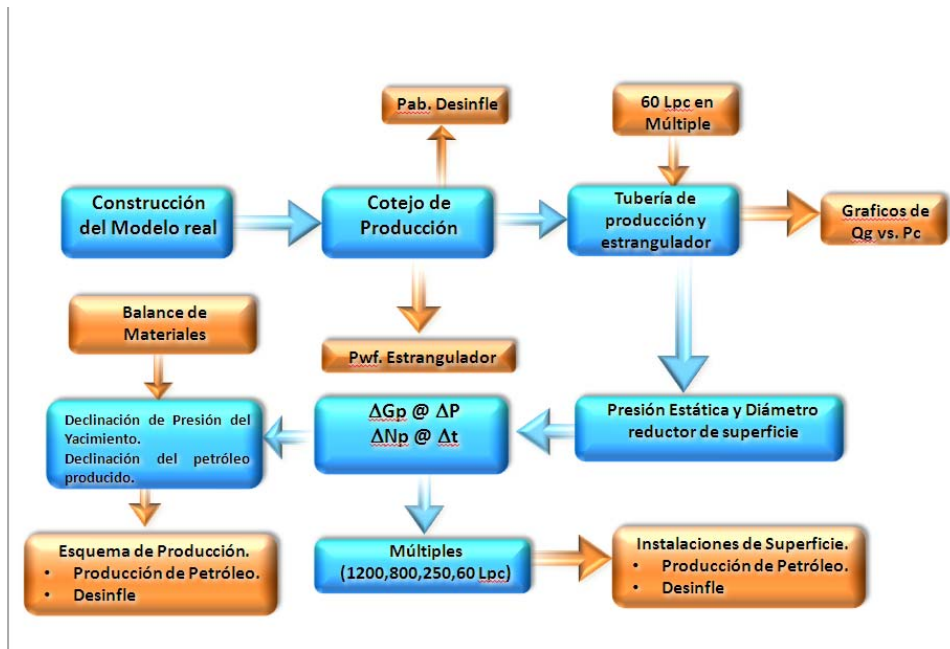 Pab. Desinfle
60 Lpc en
Múltiple
Construcción
del Modelo real
Cotejo de
Producción
Tubería de
producción y
estrangulador
Graficos de
Qg vs. Pc
Balance de
Materiales
Pwf. Estrangulador
Declinación de Presión del
Yacimiento.
Declinación del petróleo
producido.
ΔGp @ ΔP
ΔNp @ Δt
Presión Estática y Diámetro
reductor de superficie
Esquema de Producción.
• Producción de Petróleo.
• Desinfle
Múltiples
(1200,800,250,60 Lpc)
Instalaciones de Superficie.
• Producción de Petróleo.
• Desinfle